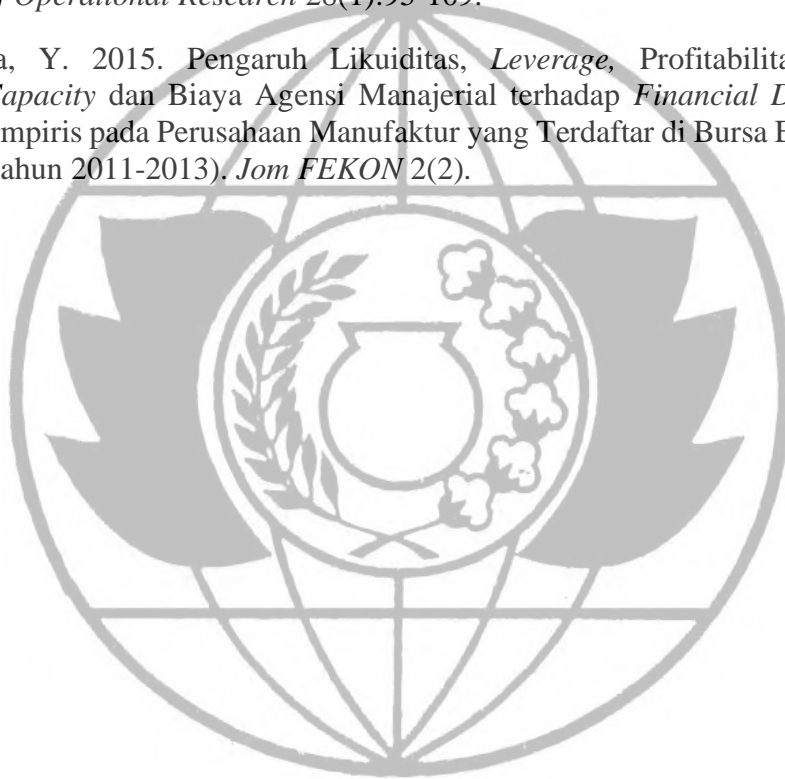 Operational Research 28(1):93-109.
a, Y. 2015. Pengaruh Likuiditas, Leverage, Profitabilita
Capacity dan Biaya Agensi Manajerial terhadap Financial D
mpiris pada Perusahaan Manufaktur yang Terdaftar di Bursa E
ahun 2011-2013). Jom FEKON 2(2).